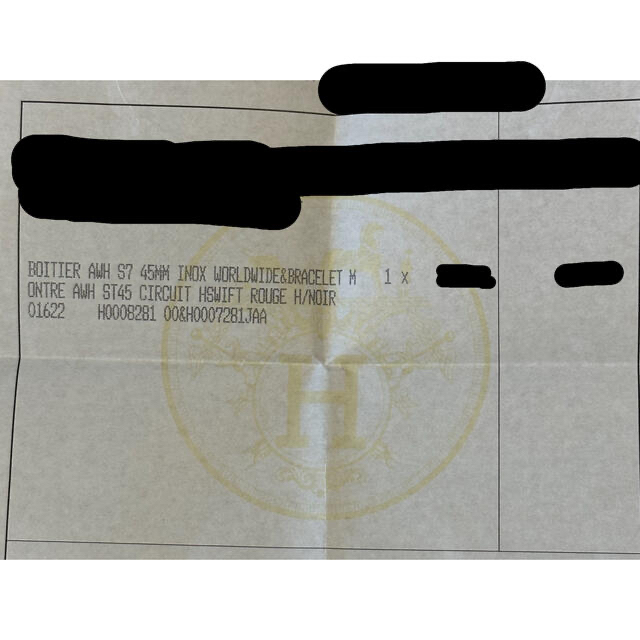 BOITIER AWH S7 45MM INOX WORLDWIDE&BRACELET M 1 x
ONTRE AWH ST45 CIRCUIT HSWIFT ROUGE H/NOIR
01622 H0008281 00&H0007281JAA
H